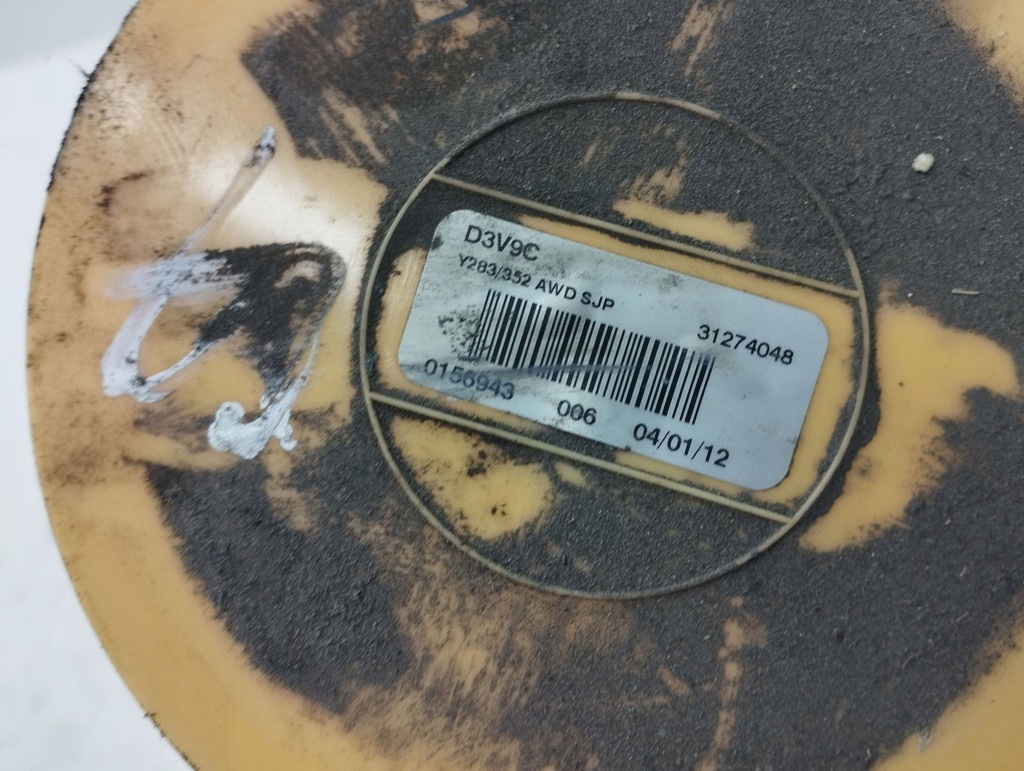 D3V9C
Y283/352 AWD SJP
31274048
0156943 006 04/01/12